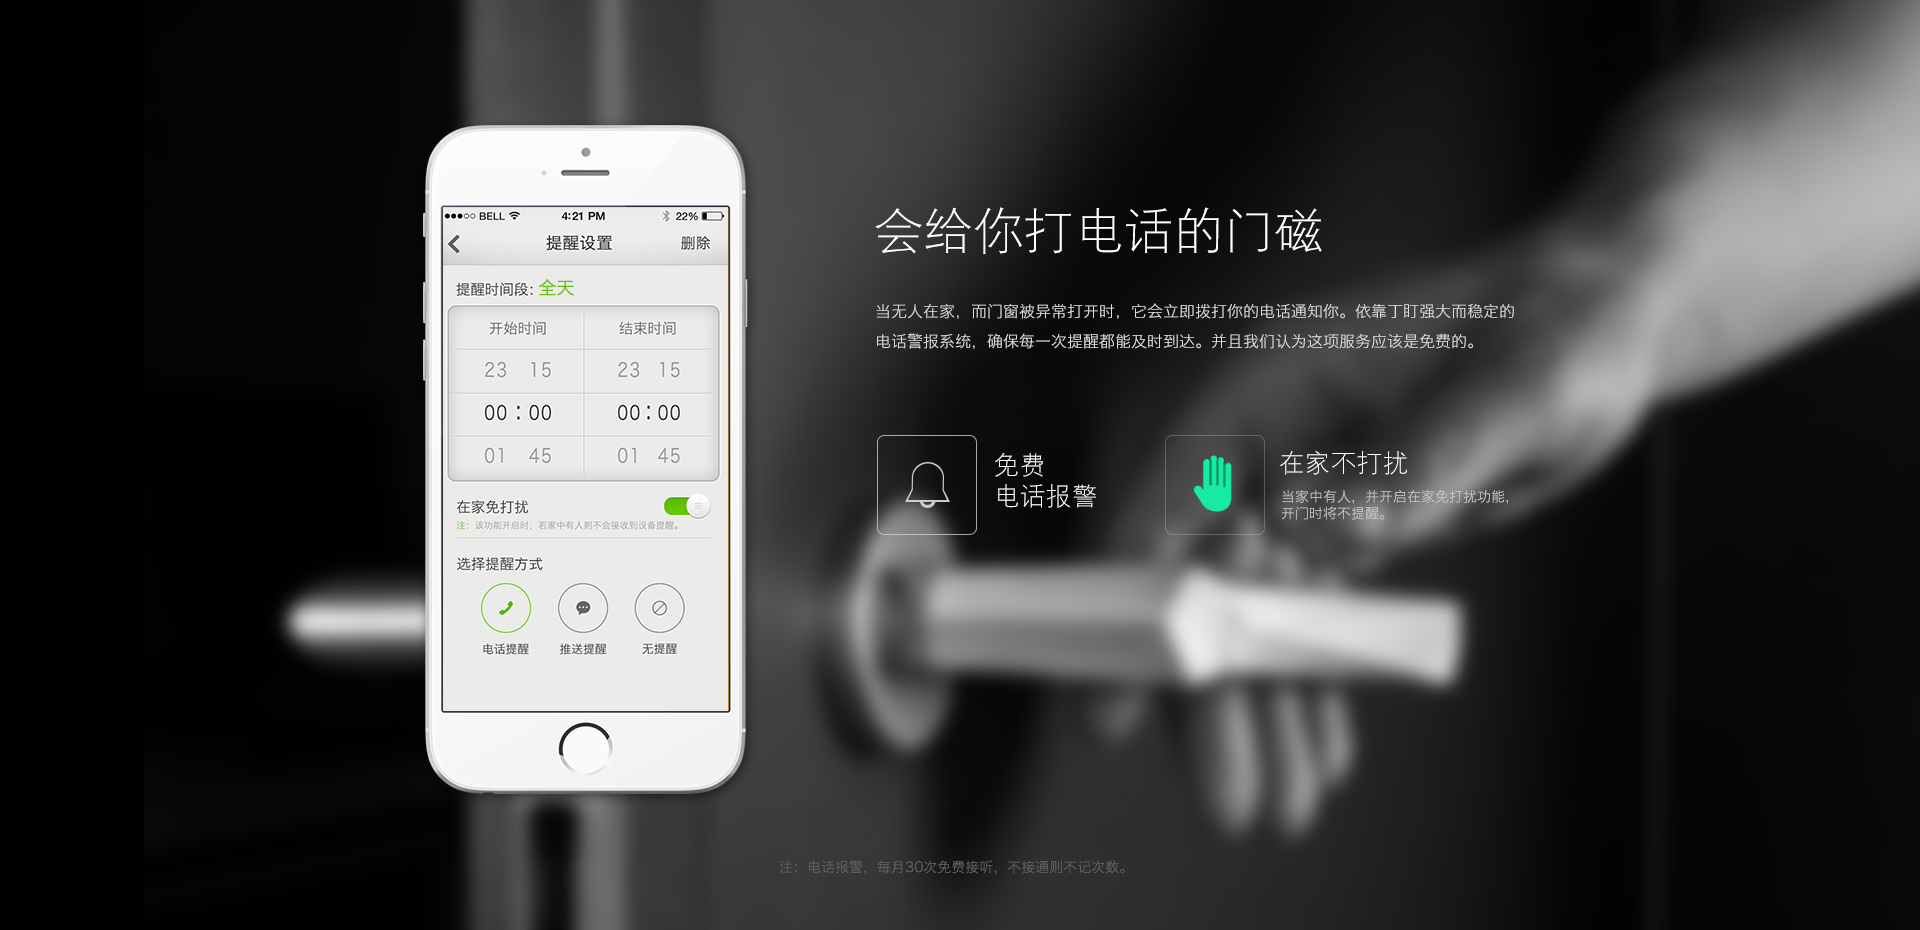 BELL 4:21 PM 22%
提醒设置 删除
提醒时间段: 全天
开始时间 结束时间
23 15 23 15
00 : 00 00 : 00
01 45 01 45
在家免打扰
注：该功能开启时，若家中有人则不会接收到设备提醒。
选择提醒方式
电话提醒 推送提醒 无提醒
会给你打电话的门磁
当无人在家，而门窗被异常打开时，它会立即拨打你的电话通知你。依靠丁盯强大而稳定的
电话警报系统，确保每一次提醒都能及时到达。并且我们认为这项服务应该是免费的。
免费
电话报警
在家不打扰
当家中有人，并开启在家免打扰功能，
开门时将不提醒。
注：电话报警，每月30次免费接听，不接通则不记次数。